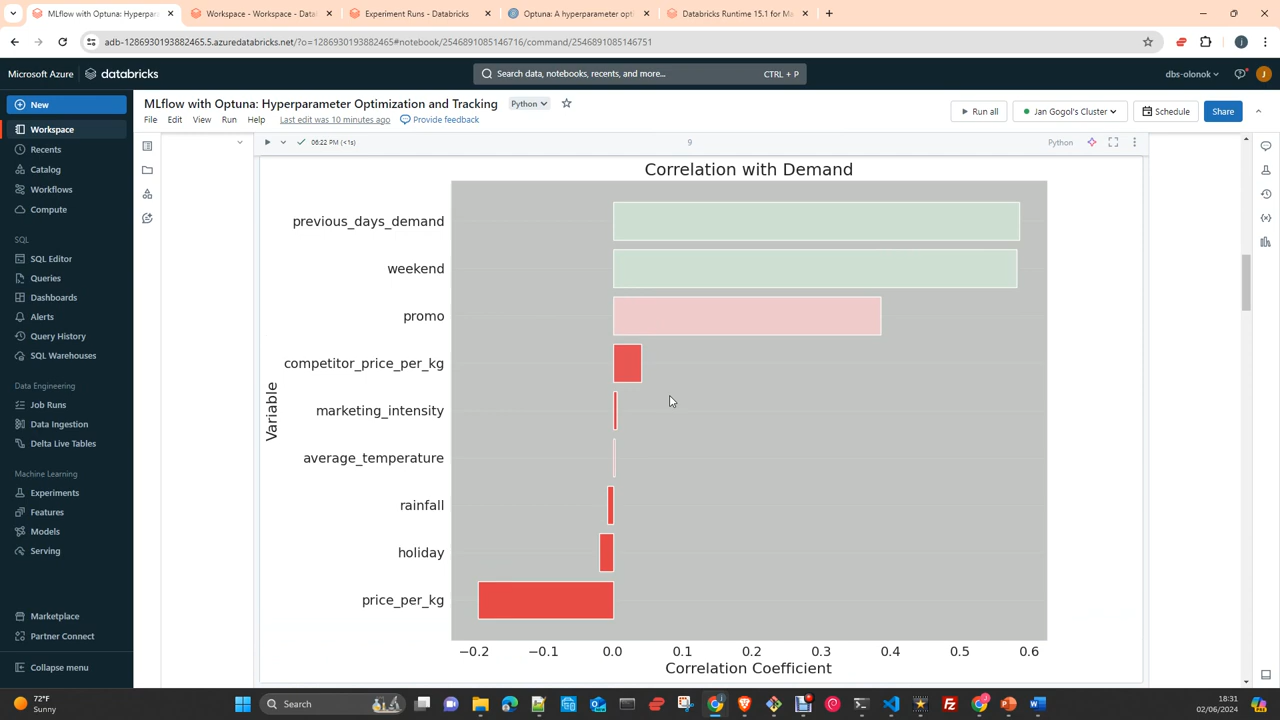 MLflow with Optuna: Hyperpara
Workspace - Workspace - Datal
Experiment Runs - Databricks
Optuna: A hyperparameter opti
Databricks Runtime 15.1 for Ma
adb-1286930193882465.5.azuredatabricks.net/?o=1286930193882465#notebook/2546891085146716/command/2546891085146751
Microsoft Azure
databricks
Search data, notebooks, recents, and more...
CTRL + P
dbs-olonok
J
New
Workspace
Recents
Catalog
Workflows
Compute
SQL
SQL Editor
Queries
Dashboards
Alerts
Query History
SQL Warehouses
Data Engineering
Job Runs
Data Ingestion
Delta Live Tables
Machine Learning
Experiments
Features
Models
Serving
Marketplace
Partner Connect
Collapse menu
MLflow with Optuna: Hyperparameter Optimization and Tracking
Python
File Edit View Run Help Last edit was 10 minutes ago Provide feedback
Run all
Jan Gogol's Cluster
Schedule
Share
06:22 PM (<1s)
9
Python
Correlation with Demand
previous_days_demand
weekend
promo
competitor_price_per_kg
marketing_intensity
average_temperature
rainfall
holiday
price_per_kg
Variable
−0.2 −0.1 0.0 0.1 0.2 0.3 0.4 0.5 0.6
Correlation Coefficient
72°F
Sunny
Search
18:31
02/06/2024